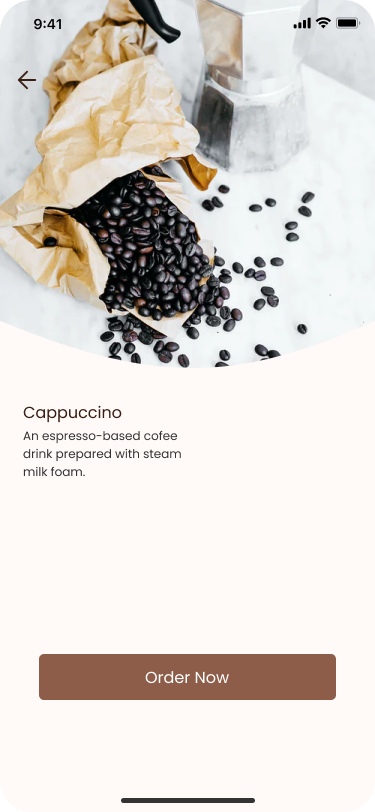 9:41
Cappuccino
An espresso-based cofee
drink prepared with steam
milk foam.
Order Now